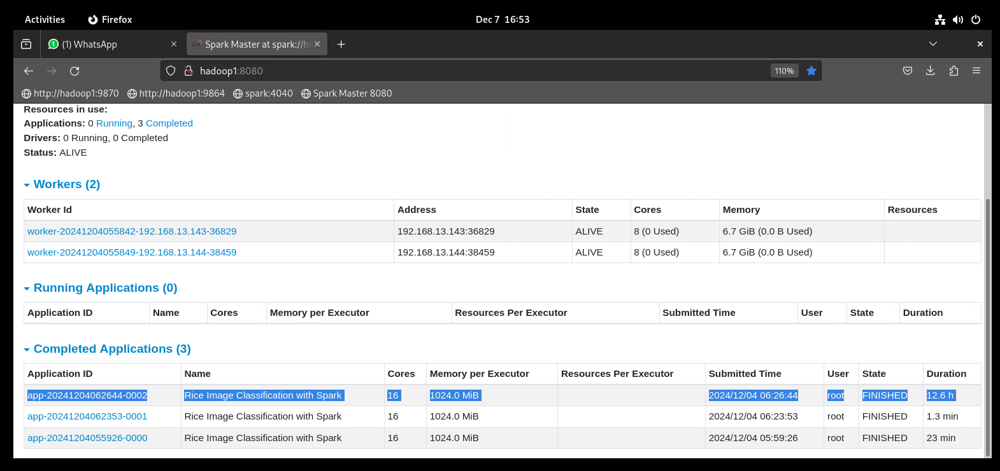 Activities Firefox Dec 7 16:53
(1) WhatsApp Spark Master at spark://ha
hadoop1:8080 110%
http://hadoop1:9870 http://hadoop1:9864 spark:4040 Spark Master 8080
Resources in use:
Applications: 0 Running, 3 Completed
Drivers: 0 Running, 0 Completed
Status: ALIVE
Workers (2)
Worker Id Address State Cores Memory Resources
worker-20241204055842-192.168.13.143-36829 192.168.13.143:36829 ALIVE 8 (0 Used) 6.7 GiB (0.0 B Used)
worker-20241204055849-192.168.13.144-38459 192.168.13.144:38459 ALIVE 8 (0 Used) 6.7 GiB (0.0 B Used)
Running Applications (0)
Application ID Name Cores Memory per Executor Resources Per Executor Submitted Time User State Duration
Completed Applications (3)
Application ID Name Cores Memory per Executor Resources Per Executor Submitted Time User State Duration
app-20241204062644-0002 Rice Image Classification with Spark 16 1024.0 MiB 2024/12/04 06:26:44 root FINISHED 12.6 h
app-20241204062353-0001 Rice Image Classification with Spark 16 1024.0 MiB 2024/12/04 06:23:53 root FINISHED 1.3 min
app-20241204055926-0000 Rice Image Classification with Spark 16 1024.0 MiB 2024/12/04 05:59:26 root FINISHED 23 min